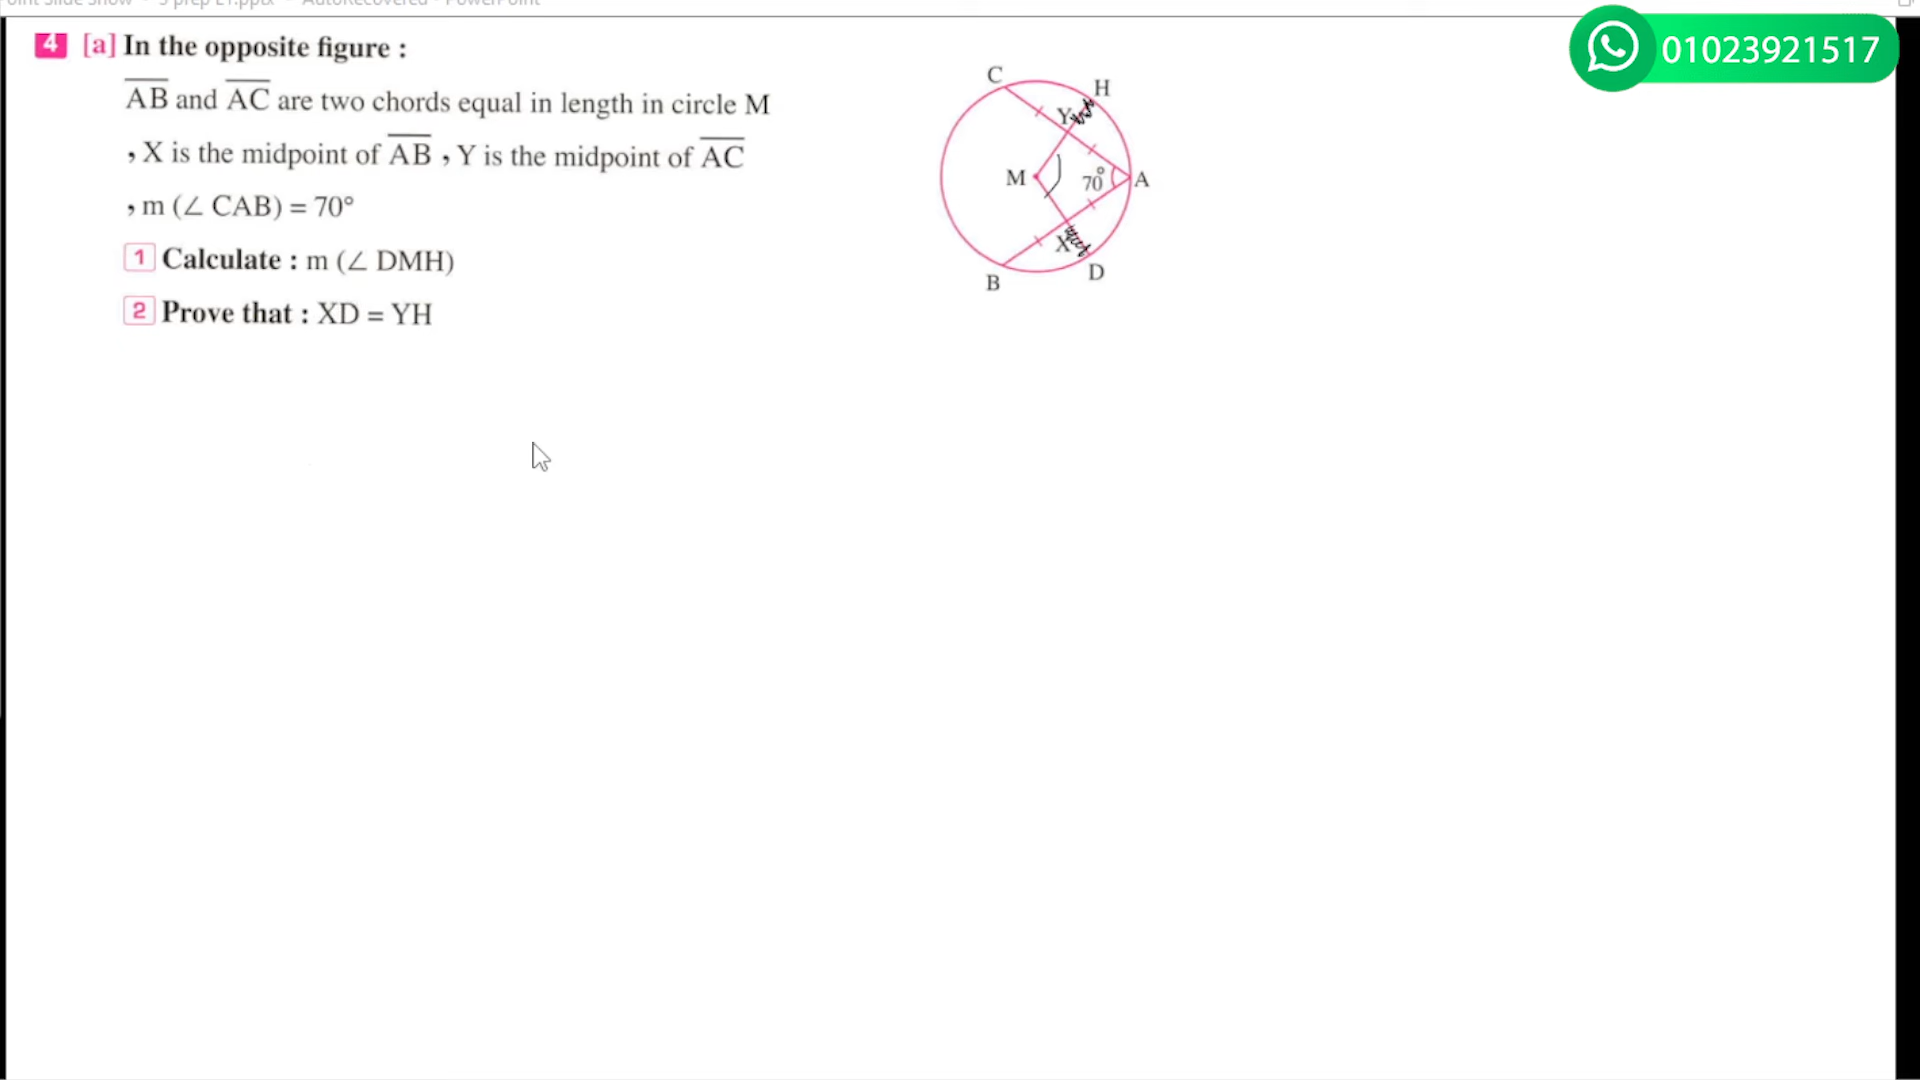 4 [a] In the opposite figure :
AB and AC are two chords equal in length in circle M
, X is the midpoint of AB , Y is the midpoint of AC
, m (∠ CAB) = 70°
1 Calculate : m (∠ DMH)
2 Prove that : XD = YH
C
H
Y
M
70°
A
X
B
D
01023921517